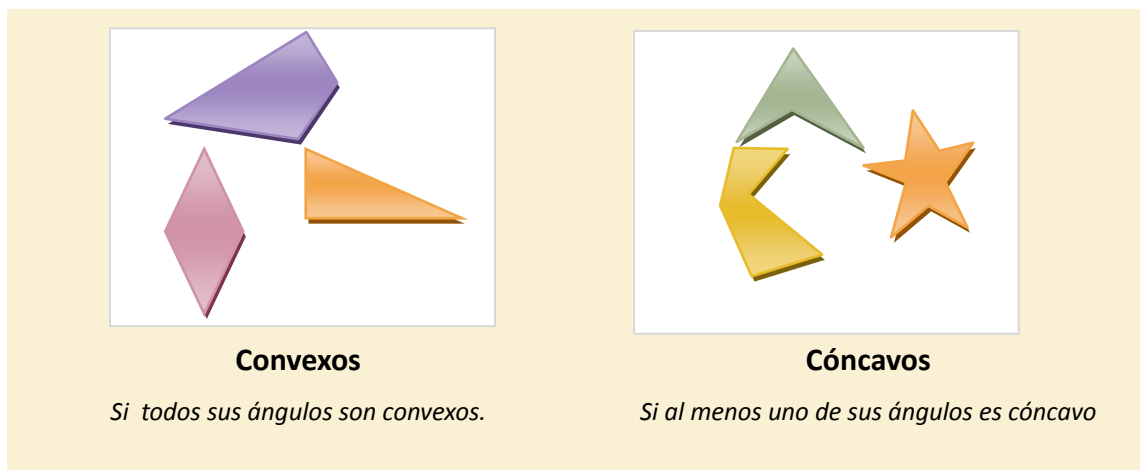 Convexos
Si todos sus ángulos son convexos.
Cóncavos
Si al menos uno de sus ángulos es cóncavo